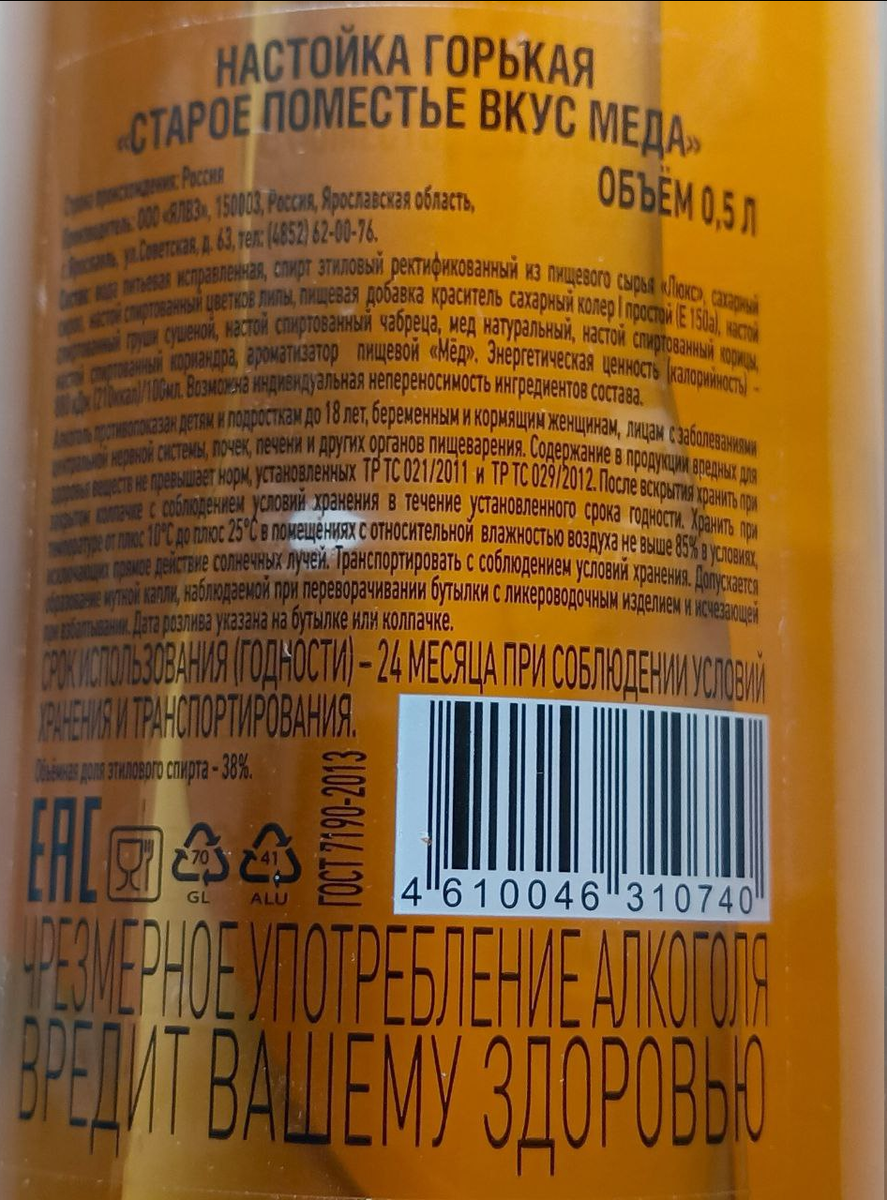 НАСТОЙКА ГОРЬКАЯ
«СТАРОЕ ПОМЕСТЬЕ ВКУС МЕДА»
ОБЪЁМ 0,5 Л
Страна происхождения: Россия
Производитель: ООО «ЯЛВЗ», 150003, Россия, Ярославская область,
г. Ярославль, ул.Советская, д. 63, тел: (4852) 62-00-76.
Состав: вода питьевая исправленная, спирт этиловый ректификованный из пищевого сырья «Люкс», сахарный
сироп, настой спиртованный цветков липы, пищевая добавка краситель сахарный колер I простой (Е 150a), настой
спиртованный груши сушеной, настой спиртованный чабреца, мед натуральный, настой спиртованный корицы,
настой спиртованный кориандра, ароматизатор пищевой «Мёд». Энергетическая ценность (калорийность) -
880 кДж (210ккал)/100мл. Возможна индивидуальная непереносимость ингредиентов состава.
Алкоголь противопоказан детям и подросткам до 18 лет, беременным и кормящим женщинам, лицам с заболеваниями
центральной нервной системы, почек, печени и других органов пищеварения. Содержание в продукции вредных для
здоровья веществ не превышает норм, установленных ТР ТС 021/2011 и ТР ТС 029/2012. После вскрытия хранить при
закрытом колпачке с соблюдением условий хранения в течение установленного срока годности. Хранить при
температуре от плюс 10°С до плюс 25°С в помещениях с относительной влажностью воздуха не выше 85% в условиях,
исключающих прямое действие солнечных лучей. Транспортировать с соблюдением условий хранения. Допускается
образование мутной капли, наблюдаемой при переворачивании бутылки с ликероводочным изделием и исчезающей
при взбалтывании. Дата розлива указана на бутылке или колпачке.
СРОК ИСПОЛЬЗОВАНИЯ (ГОДНОСТИ) – 24 МЕСЯЦА ПРИ СОБЛЮДЕНИИ УСЛОВИЙ
ХРАНЕНИЯ И ТРАНСПОРТИРОВАНИЯ.
Объёмная доля этилового спирта - 38%.
ГОСТ 7190-2013
EAC
70
GL
41
ALU
4 610046 310740
ЧРЕЗМЕРНОЕ УПОТРЕБЛЕНИЕ АЛКОГОЛЯ
ВРЕДИТ ВАШЕМУ ЗДОРОВЬЮ